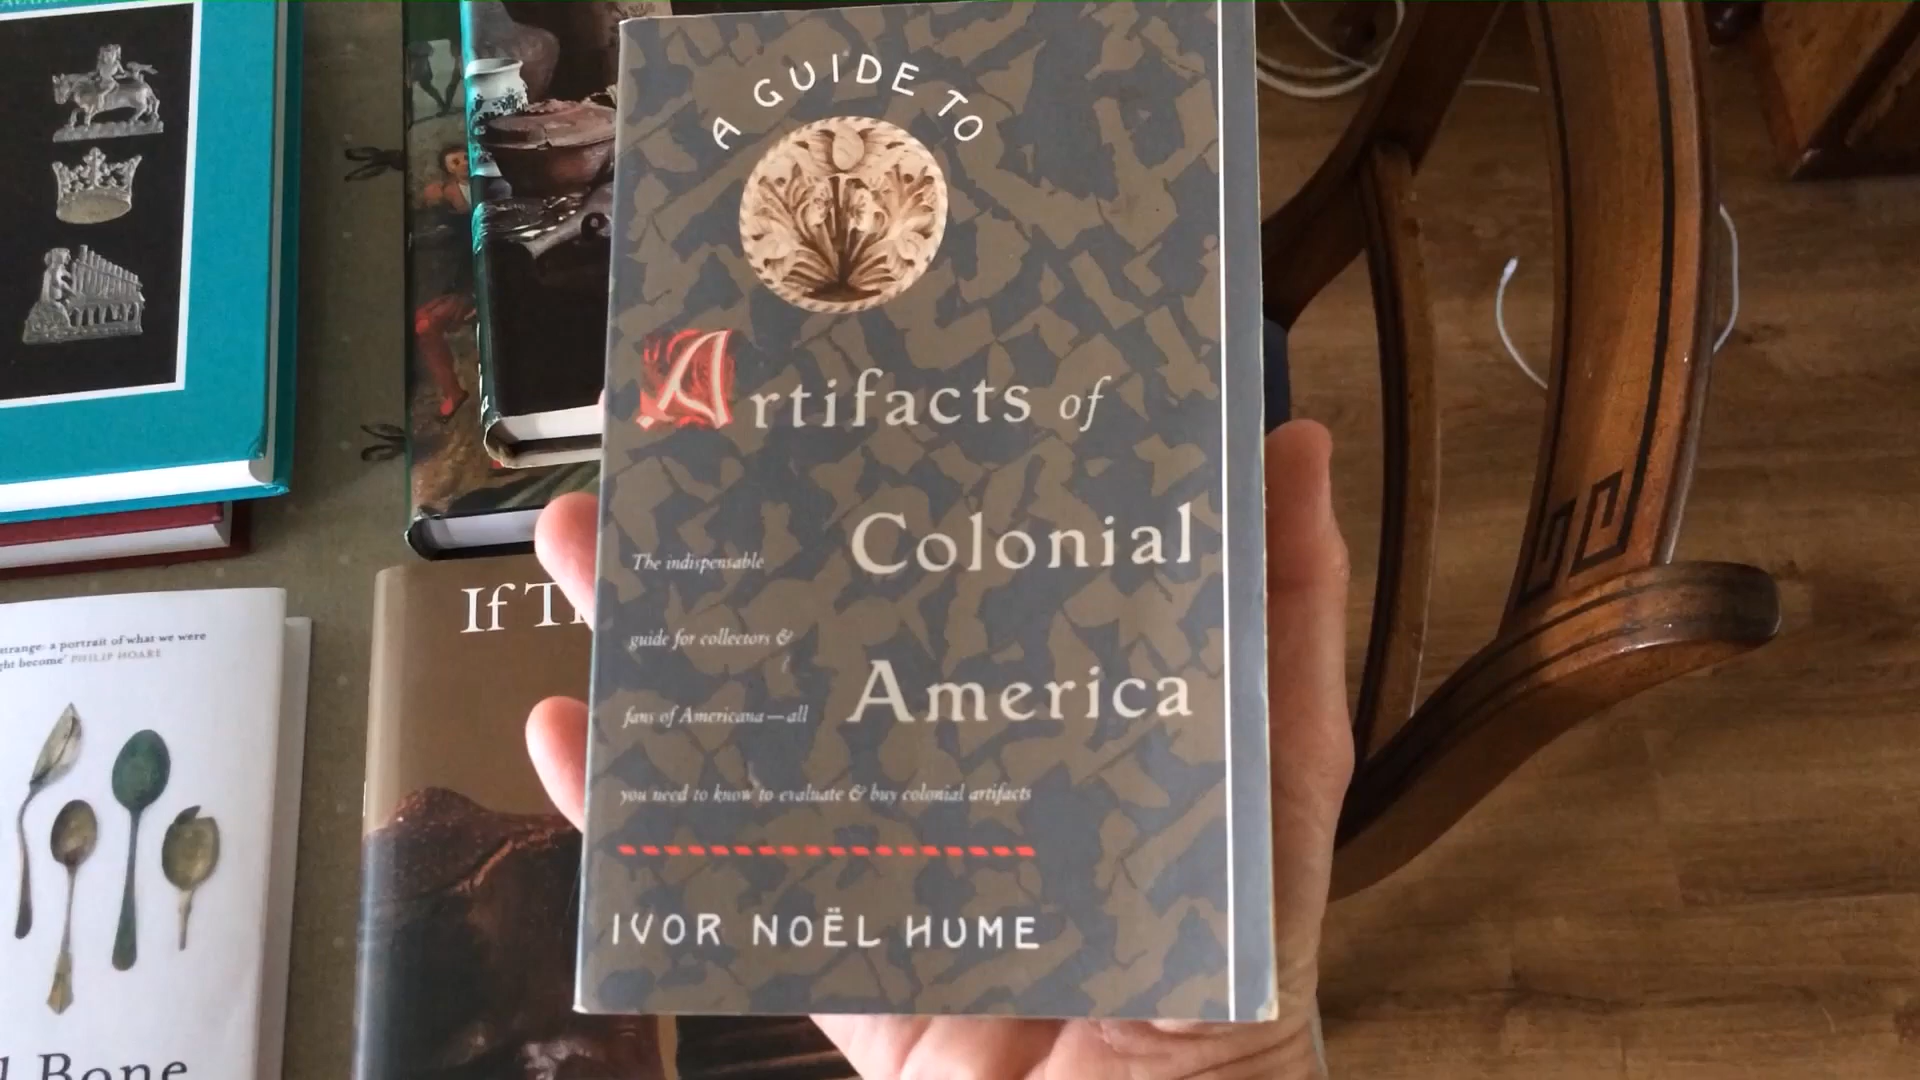 A GUIDE TO
Artifacts of
Colonial
America
The indispensable
guide for collectors &
fans of Americana—all
you need to know to evaluate & buy colonial artifacts
IVOR NOËL HUME
If
strange: a portrait of what we were
become' PHILIP HOARE
Bone